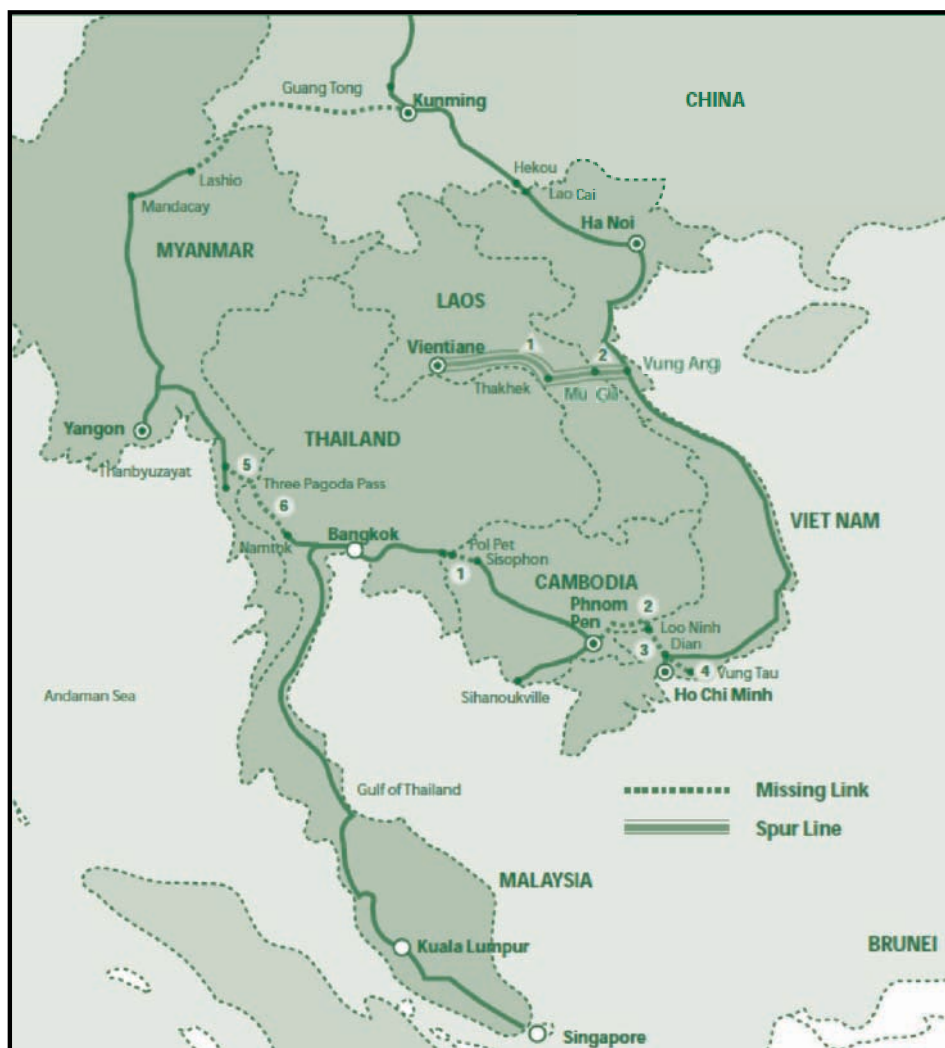 Guang Tong
Kunming
CHINA
Hekou
Lashio
Lao Cai
Mandacay
Ha Noi
MYANMAR
LAOS
1
2
Vientiane
Vung Ang
Thakhek
Mu Gia
Yangon
THAILAND
Thanbyuzayat
5
Three Pagoda Pass
6
VIET NAM
Bangkok
Namtok
Pol Pet
Sisophon
1
CAMBODIA
Phnom
Pen
2
Loo Ninh
Dian
3
4
Vung Tau
Andaman Sea
Sihanoukville
Ho Chi Minh
Gulf of Thailand
Missing Link
Spur Line
MALAYSIA
Kuala Lumpur
BRUNEI
Singapore